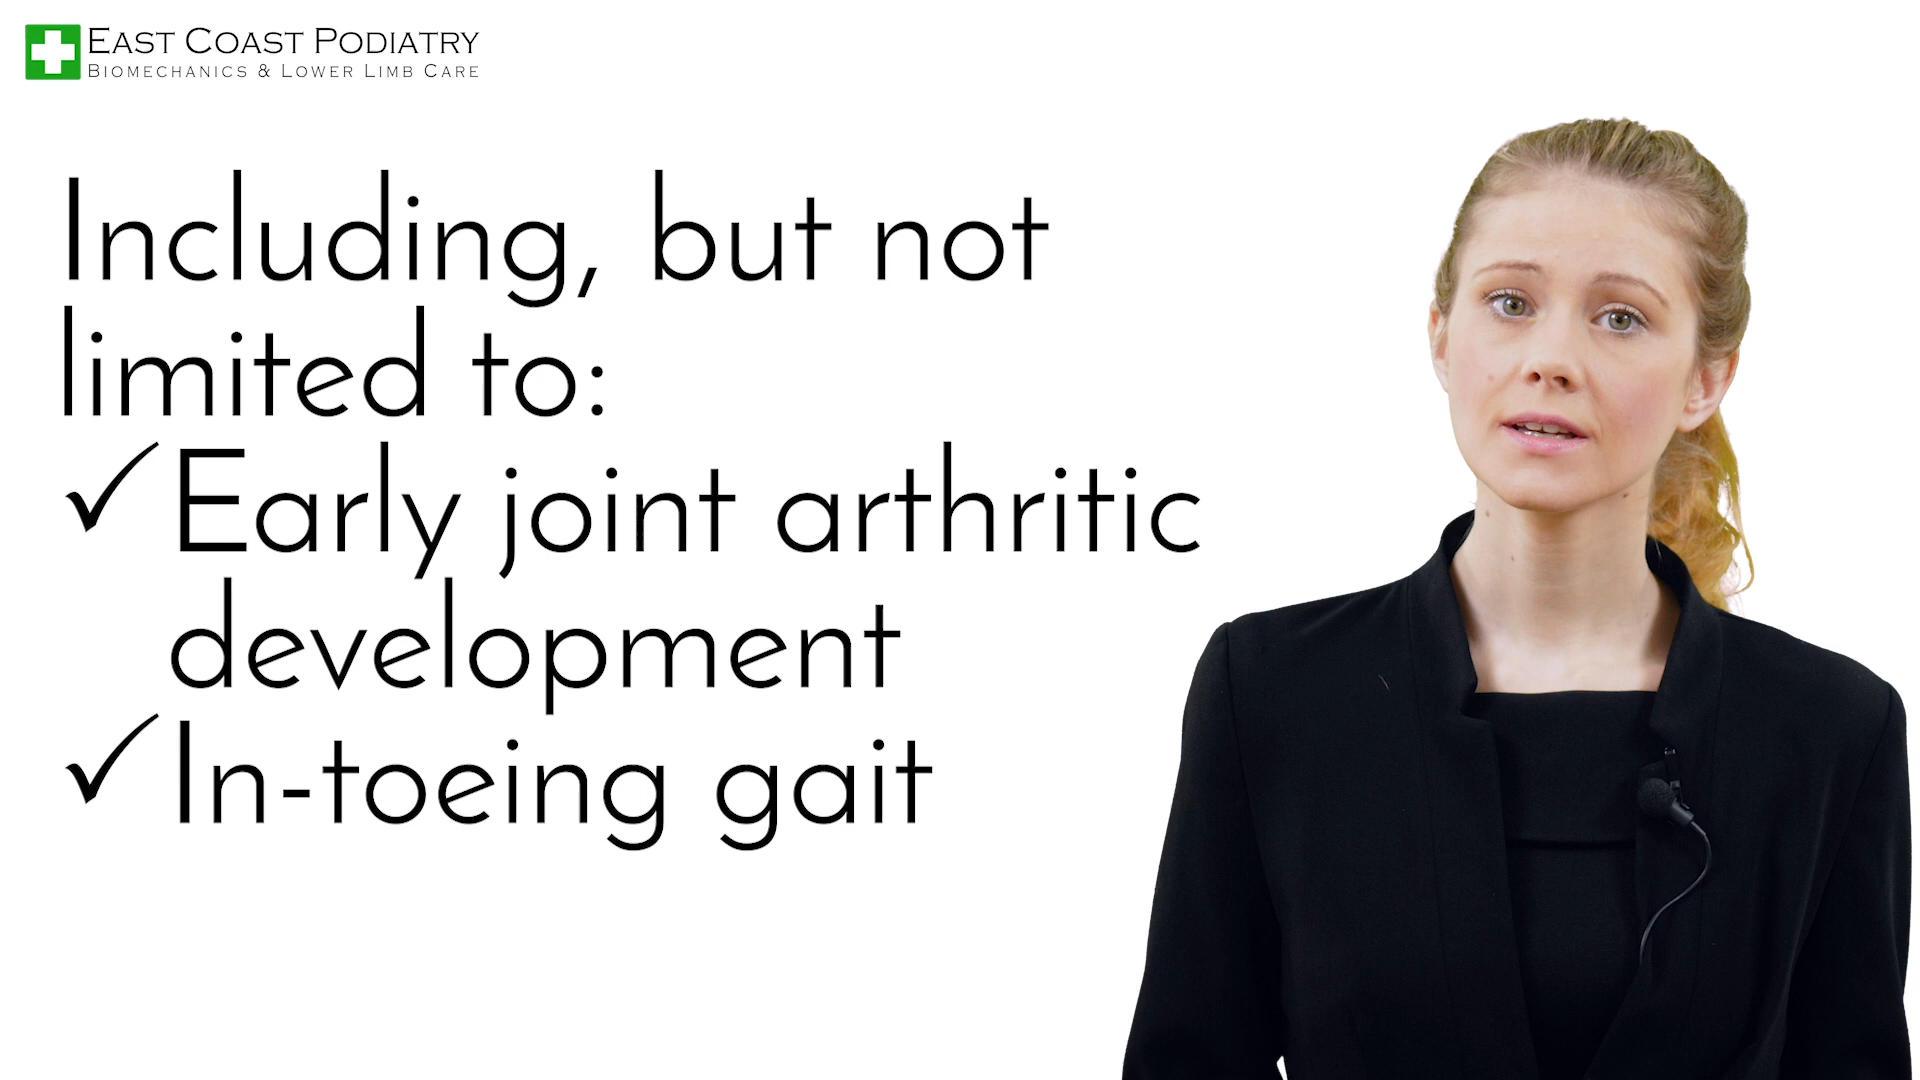 East Coast Podiatry
Biomechanics & Lower Limb Care
Including, but not
limited to:
✓ Early joint arthritic
development
✓ In-toeing gait